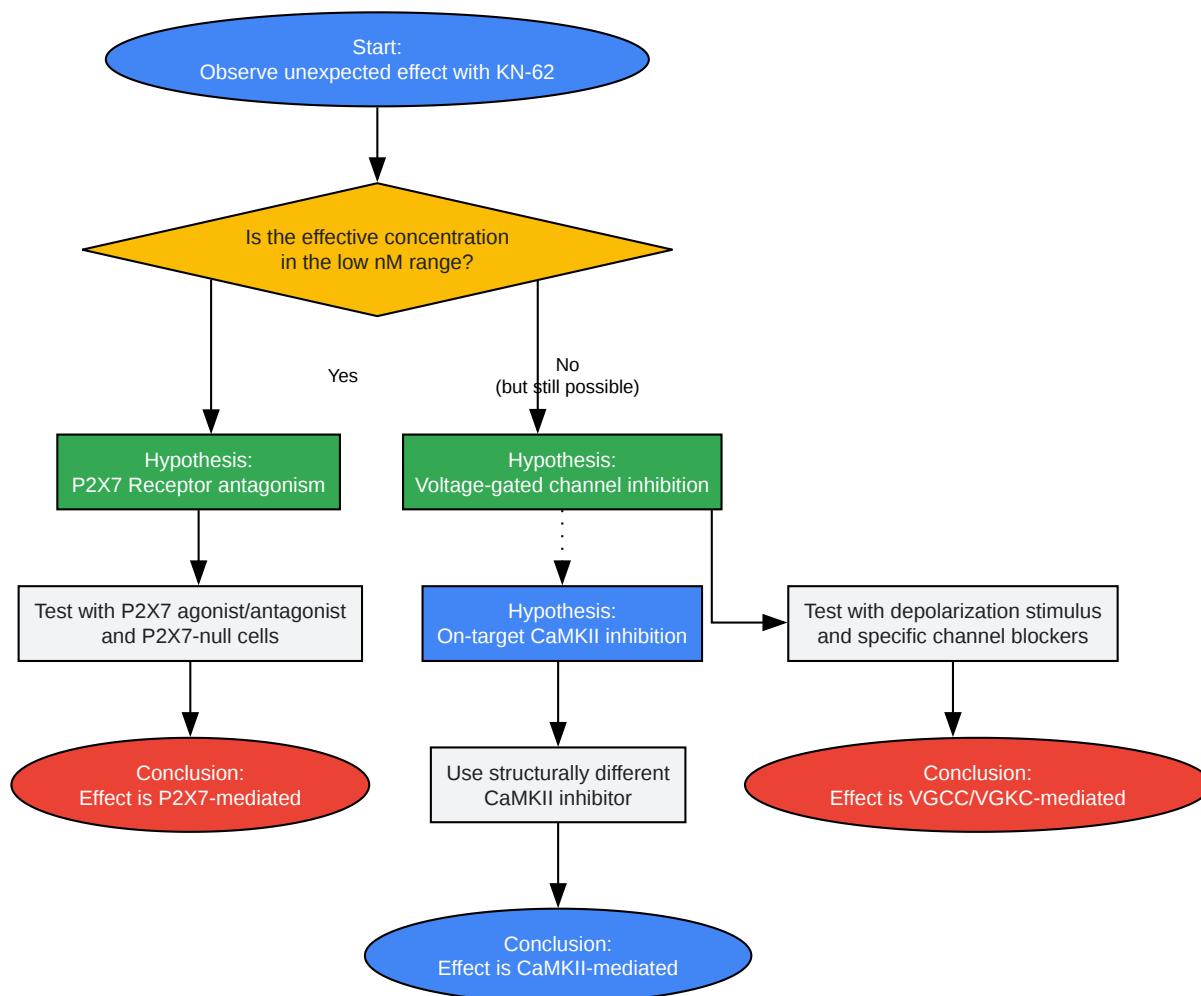 Start:
Observe unexpected effect with KN-62
Is the effective concentration
in the low nM range?
Yes
No
(but still possible)
Hypothesis:
P2X7 Receptor antagonism
Hypothesis:
Voltage-gated channel inhibition
Test with P2X7 agonist/antagonist
and P2X7-null cells
Hypothesis:
On-target CaMKII inhibition
Test with depolarization stimulus
and specific channel blockers
Conclusion:
Effect is P2X7-mediated
Use structurally different
CaMKII inhibitor
Conclusion:
Effect is VGCC/VGKC-mediated
Conclusion:
Effect is CaMKII-mediated